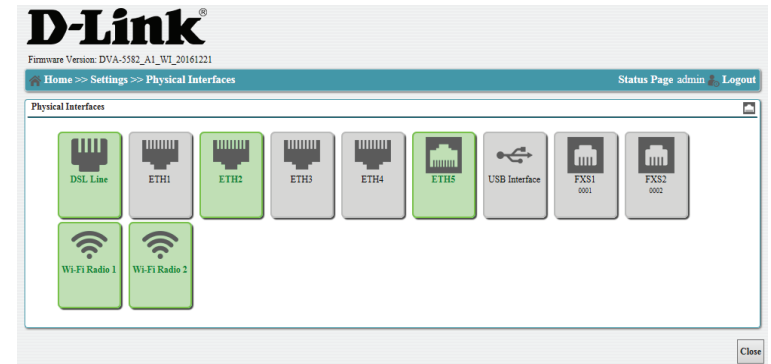 D-Link®
Firmware Version: DVA-5582_A1_WI_20161221
Home >> Settings >> Physical Interfaces Status Page admin Logout
Physical Interfaces
DSL Line ETH1 ETH2 ETH3 ETH4 ETH5 USB Interface FXS1 FXS2
0001 0002
Wi-Fi Radio 1 Wi-Fi Radio 2
Close